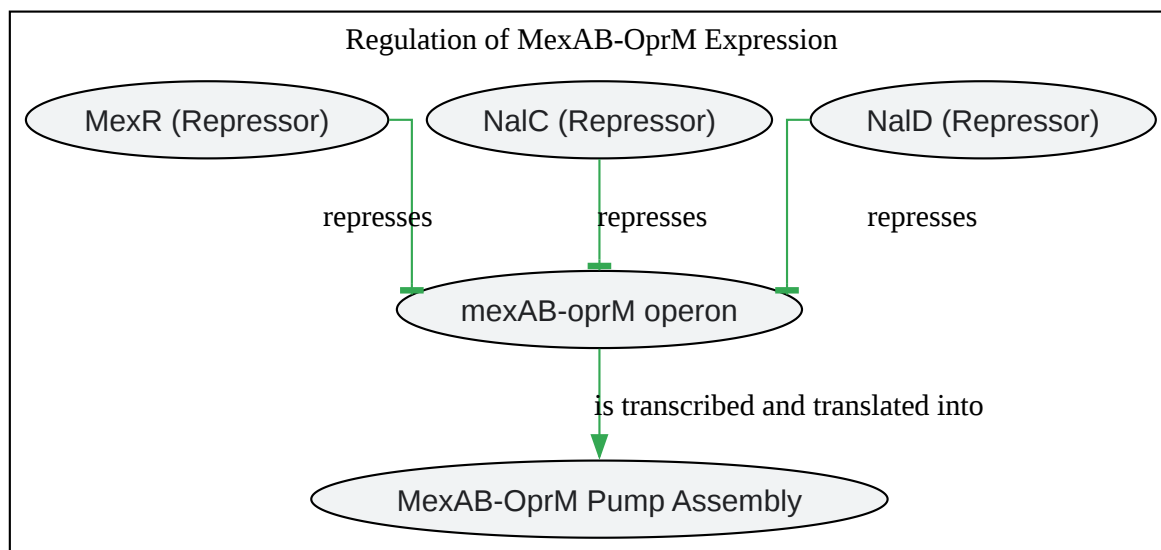 Regulation of MexAB-OprM Expression
MexR (Repressor)
NalC (Repressor)
NalD (Repressor)
represses
represses
represses
mexAB-oprM operon
is transcribed and translated into
MexAB-OprM Pump Assembly